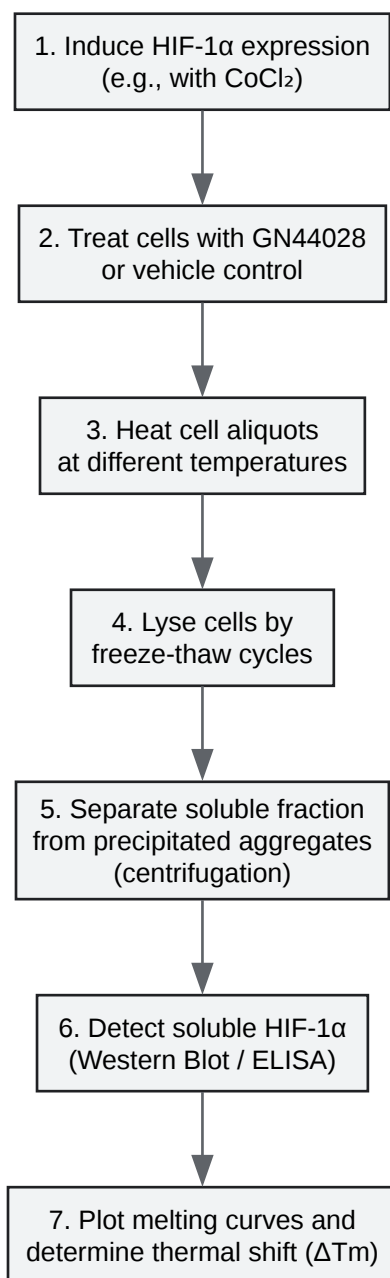 1. Induce HIF-1α expression
(e.g., with CoCl₂)
2. Treat cells with GN44028
or vehicle control
3. Heat cell aliquots
at different temperatures
4. Lyse cells by
freeze-thaw cycles
5. Separate soluble fraction
from precipitated aggregates
(centrifugation)
6. Detect soluble HIF-1α
(Western Blot / ELISA)
7. Plot melting curves and
determine thermal shift (ΔTm)